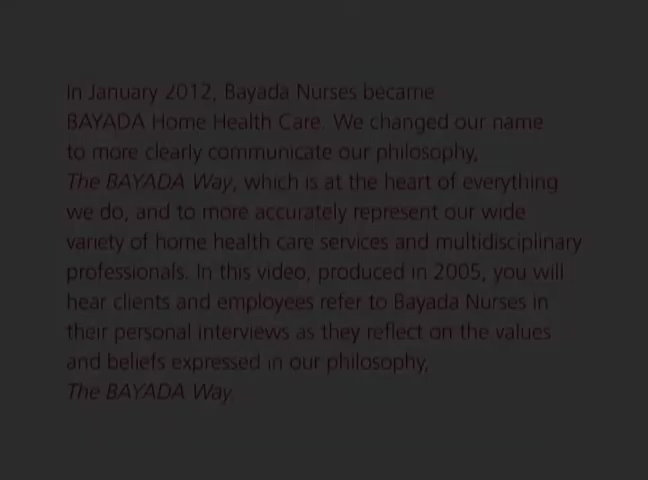 In January 2012, Bayada Nurses became
BAYADA Home Health Care. We changed our name
to more clearly communicate our philosophy,
The BAYADA Way, which is at the heart of everything
we do, and to more accurately represent our wide
variety of home health care services and multidisciplinary
professionals. In this video, produced in 2005, you will
hear clients and employees refer to Bayada Nurses in
their personal interviews as they reflect on the values
and beliefs expressed in our philosophy,
The BAYADA Way.